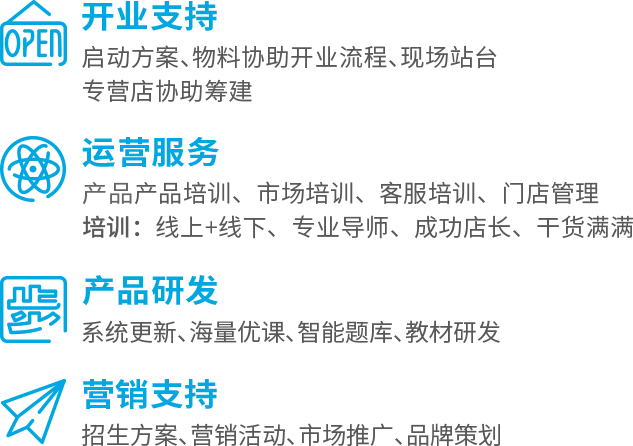 OPEN
开业支持
启动方案、物料协助开业流程、现场站台
专营店协助筹建
运营服务
产品产品培训、市场培训、客服培训、门店管理
培训：线上+线下、专业导师、成功店长、干货满满
产品研发
系统更新、海量优课、智能题库、教材研发
营销支持
招生方案、营销活动、市场推广、品牌策划